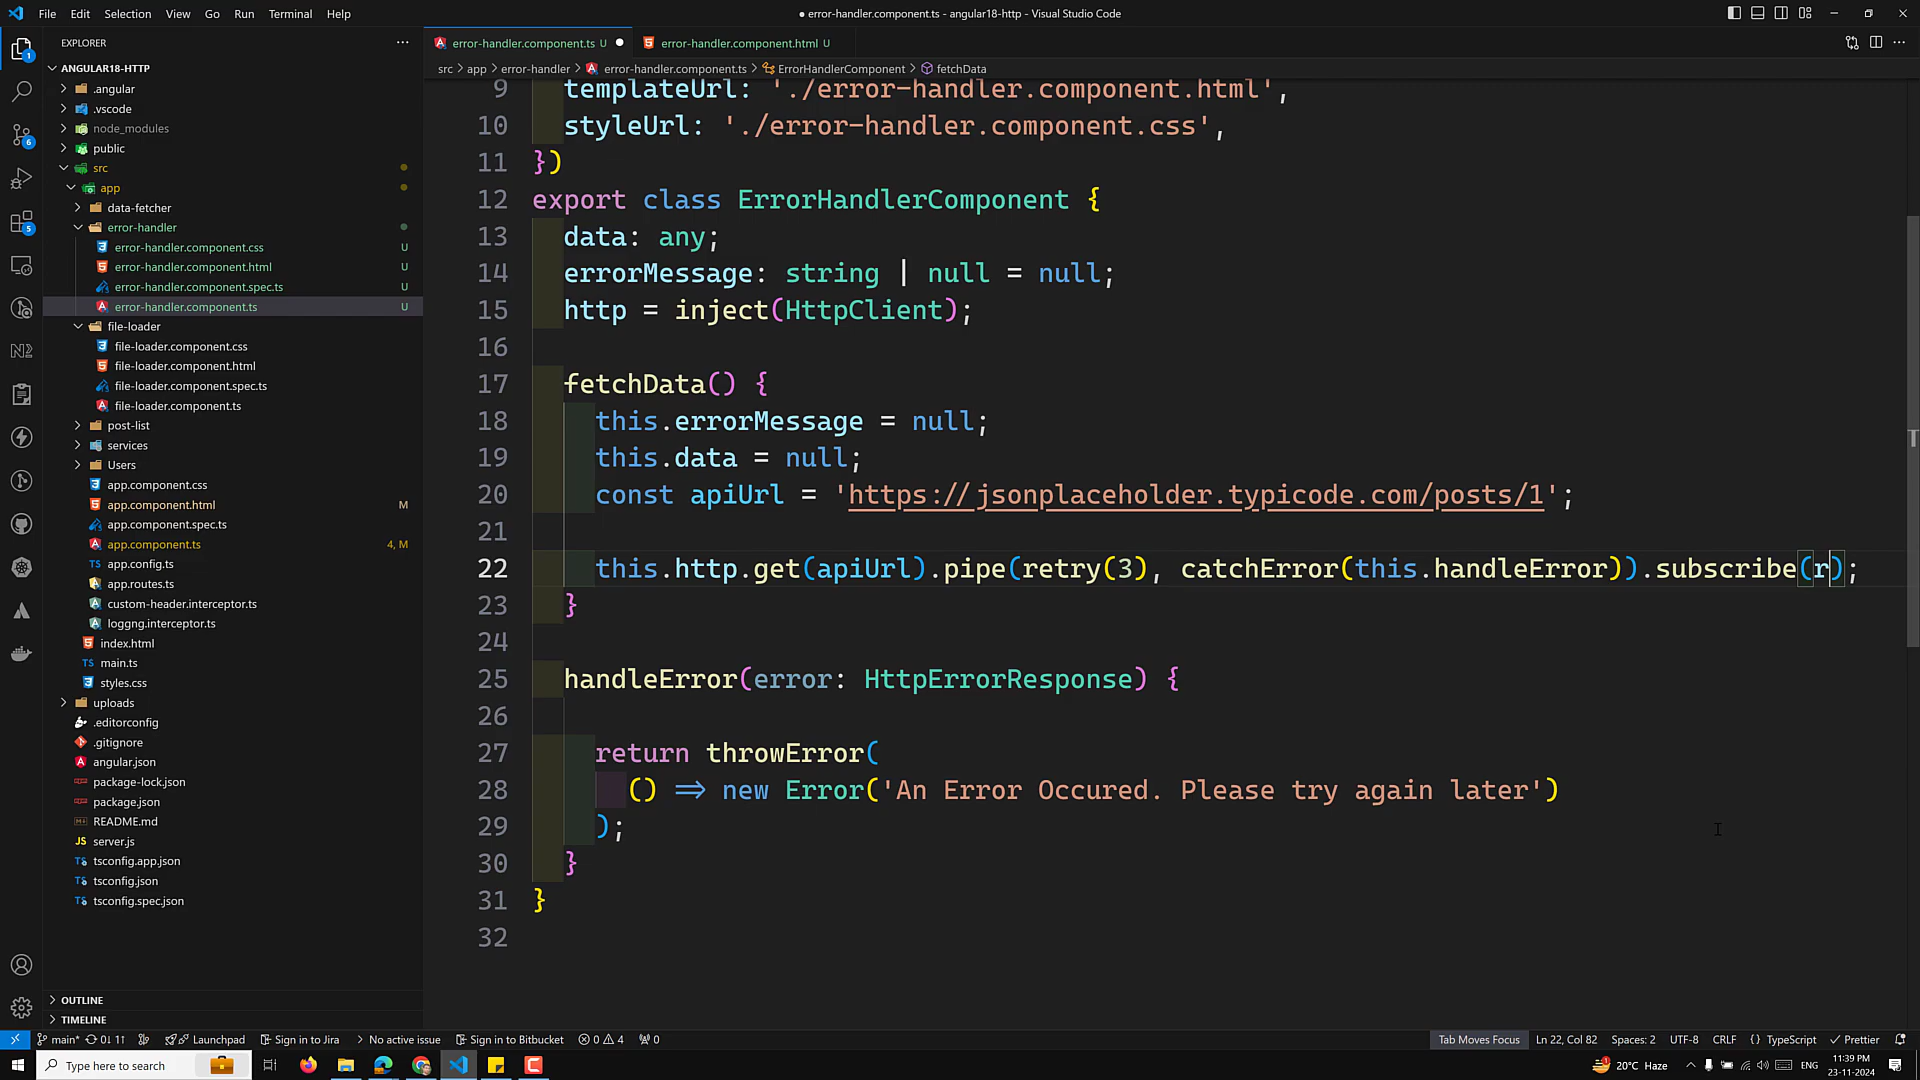 File Edit Selection View Go Run Terminal Help
● error-handler.component.ts - angular18-http - Visual Studio Code
EXPLORER
ANGULAR18-HTTP
.angular
.vscode
node_modules
public
src
app
data-fetcher
error-handler
error-handler.component.css U
error-handler.component.html U
error-handler.component.spec.ts U
error-handler.component.ts U
file-loader
file-loader.component.css
file-loader.component.html
file-loader.component.spec.ts
file-loader.component.ts
post-list
services
Users
app.component.css
app.component.html M
app.component.spec.ts
app.component.ts 4, M
app.config.ts
app.routes.ts
custom-header.interceptor.ts
loggng.interceptor.ts
index.html
main.ts
styles.css
uploads
.editorconfig
.gitignore
angular.json
package-lock.json
package.json
README.md
server.js
tsconfig.app.json
tsconfig.json
tsconfig.spec.json
OUTLINE
TIMELINE
error-handler.component.ts U ●
error-handler.component.html U
src > app > error-handler > error-handler.component.ts > ErrorHandlerComponent > fetchData
9 templateUrl: './error-handler.component.html',
10 styleUrl: './error-handler.component.css',
11 })
12 export class ErrorHandlerComponent {
13 data: any;
14 errorMessage: string | null = null;
15 http = inject(HttpClient);
16
17 fetchData() {
18 this.errorMessage = null;
19 this.data = null;
20 const apiUrl = 'https://jsonplaceholder.typicode.com/posts/1';
21
22 this.http.get(apiUrl).pipe(retry(3), catchError(this.handleError)).subscribe(r);
23 }
24
25 handleError(error: HttpErrorResponse) {
26
27 return throwError(
28 () => new Error('An Error Occured. Please try again later')
29 );
30 }
31 }
32
main* 0↓ 1↑ Launchpad Sign in to Jira No active issue Sign in to Bitbucket 0 4 0
Tab Moves Focus Ln 22, Col 82 Spaces: 2 UTF-8 CRLF {} TypeScript Prettier
Type here to search
20°C Haze ENG 11:39 PM
23-11-2024